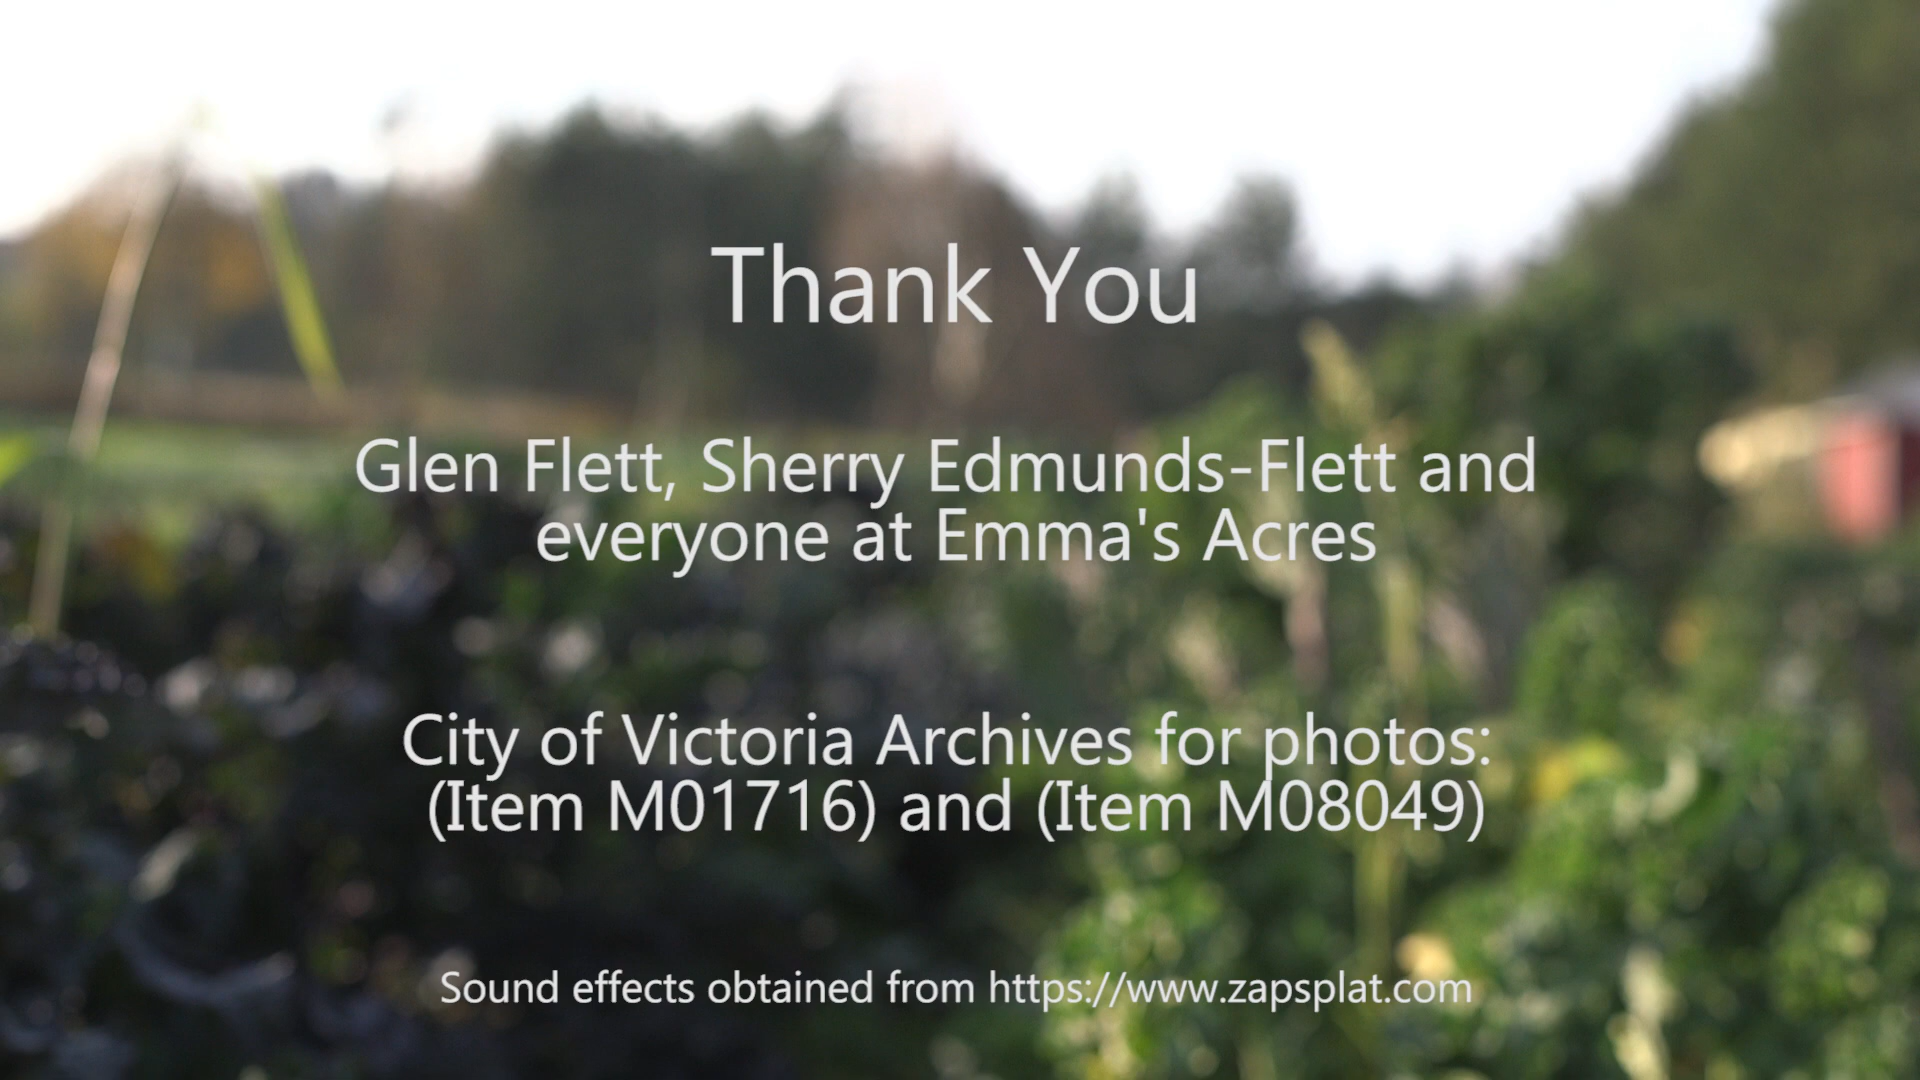 Thank You
Glen Flett, Sherry Edmunds-Flett and
everyone at Emma's Acres
City of Victoria Archives for photos:
(Item M01716) and (Item M08049)
Sound effects obtained from https://www.zapsplat.com